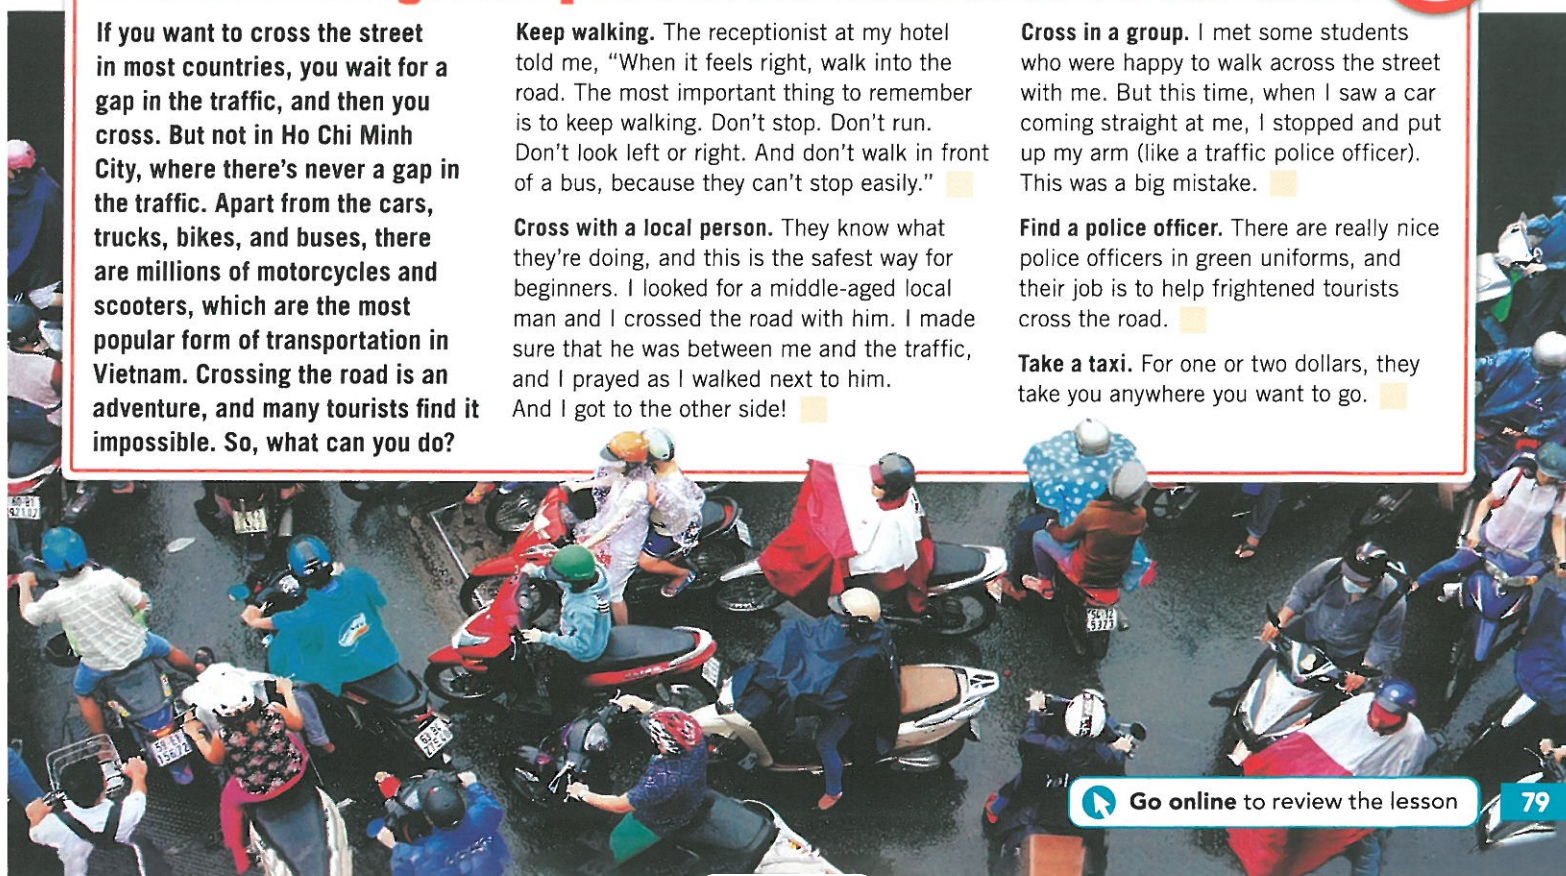 If you want to cross the street
in most countries, you wait for a
gap in the traffic, and then you
cross. But not in Ho Chi Minh
City, where there's never a gap in
the traffic. Apart from the cars,
trucks, bikes, and buses, there
are millions of motorcycles and
scooters, which are the most
popular form of transportation in
Vietnam. Crossing the road is an
adventure, and many tourists find it
impossible. So, what can you do?
Keep walking. The receptionist at my hotel
told me, “When it feels right, walk into the
road. The most important thing to remember
is to keep walking. Don't stop. Don't run.
Don't look left or right. And don't walk in front
of a bus, because they can't stop easily.”
Cross with a local person. They know what
they're doing, and this is the safest way for
beginners. I looked for a middle-aged local
man and I crossed the road with him. I made
sure that he was between me and the traffic,
and I prayed as I walked next to him.
And I got to the other side!
Cross in a group. I met some students
who were happy to walk across the street
with me. But this time, when I saw a car
coming straight at me, I stopped and put
up my arm (like a traffic police officer).
This was a big mistake.
Find a police officer. There are really nice
police officers in green uniforms, and
their job is to help frightened tourists
cross the road.
Take a taxi. For one or two dollars, they
take you anywhere you want to go.
Go online to review the lesson
79